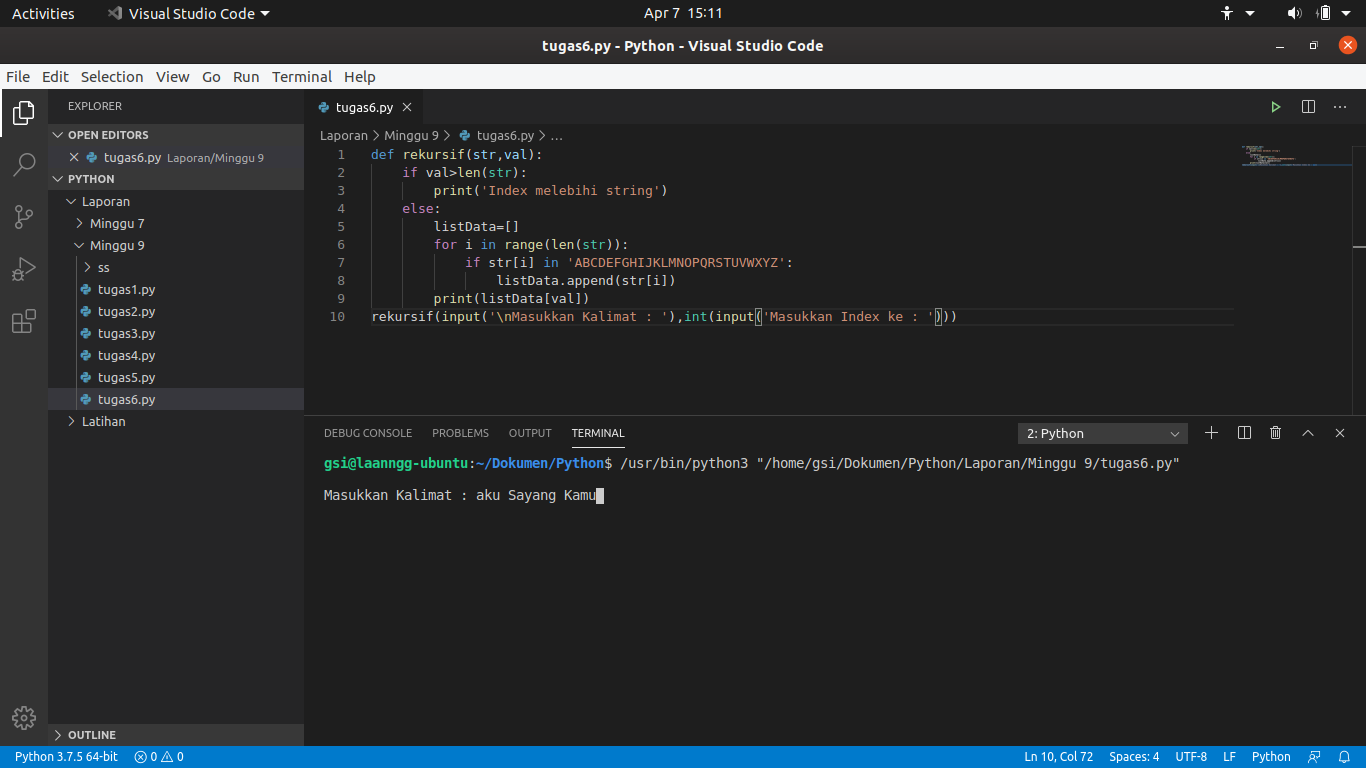 Activities Visual Studio Code Apr 7 15:11
tugas6.py - Python - Visual Studio Code
File Edit Selection View Go Run Terminal Help
EXPLORER
OPEN EDITORS
tugas6.py Laporan/Minggu 9
PYTHON
Laporan
Minggu 7
Minggu 9
ss
tugas1.py
tugas2.py
tugas3.py
tugas4.py
tugas5.py
tugas6.py
Latihan
OUTLINE
tugas6.py
Laporan > Minggu 9 > tugas6.py > ...
1 def rekursif(str,val):
2     if val>len(str):
3         print('Index melebihi string')
4     else:
5         listData=[]
6         for i in range(len(str)):
7             if str[i] in 'ABCDEFGHIJKLMNOPQRSTUVWXYZ':
8                 listData.append(str[i])
9         print(listData[val])
10 rekursif(input('\nMasukkan Kalimat : '),int(input('Masukkan Index ke : ')))
DEBUG CONSOLE PROBLEMS OUTPUT TERMINAL 2: Python
gsi@laanngg-ubuntu:~/Dokumen/Python$ /usr/bin/python3 "/home/gsi/Dokumen/Python/Laporan/Minggu 9/tugas6.py"
Masukkan Kalimat : aku Sayang Kamu
Python 3.7.5 64-bit 0 0 Ln 10, Col 72 Spaces: 4 UTF-8 LF Python